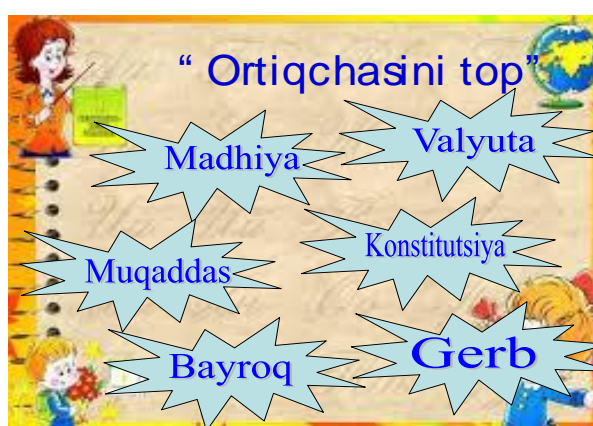 “ Ortiqchasini top”
Madhiya
Valyuta
Muqaddas
Konstitutsiya
Bayroq
Gerb